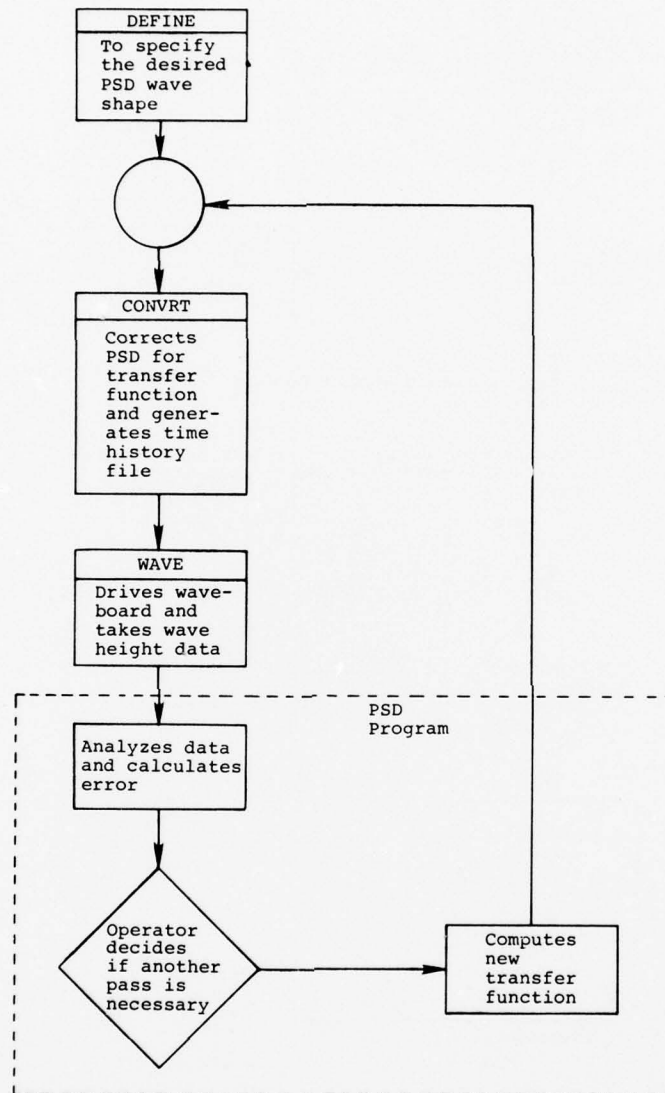 DEFINE
To specify
the desired
PSD wave
shape
CONVRT
Corrects
PSD for
transfer
function
and gener-
ates time
history
file
WAVE
Drives wave-
board and
takes wave
height data
PSD
Program
Analyzes data
and calculates
error
Operator
decides
if another
pass is
necessary
Computes
new
transfer
function